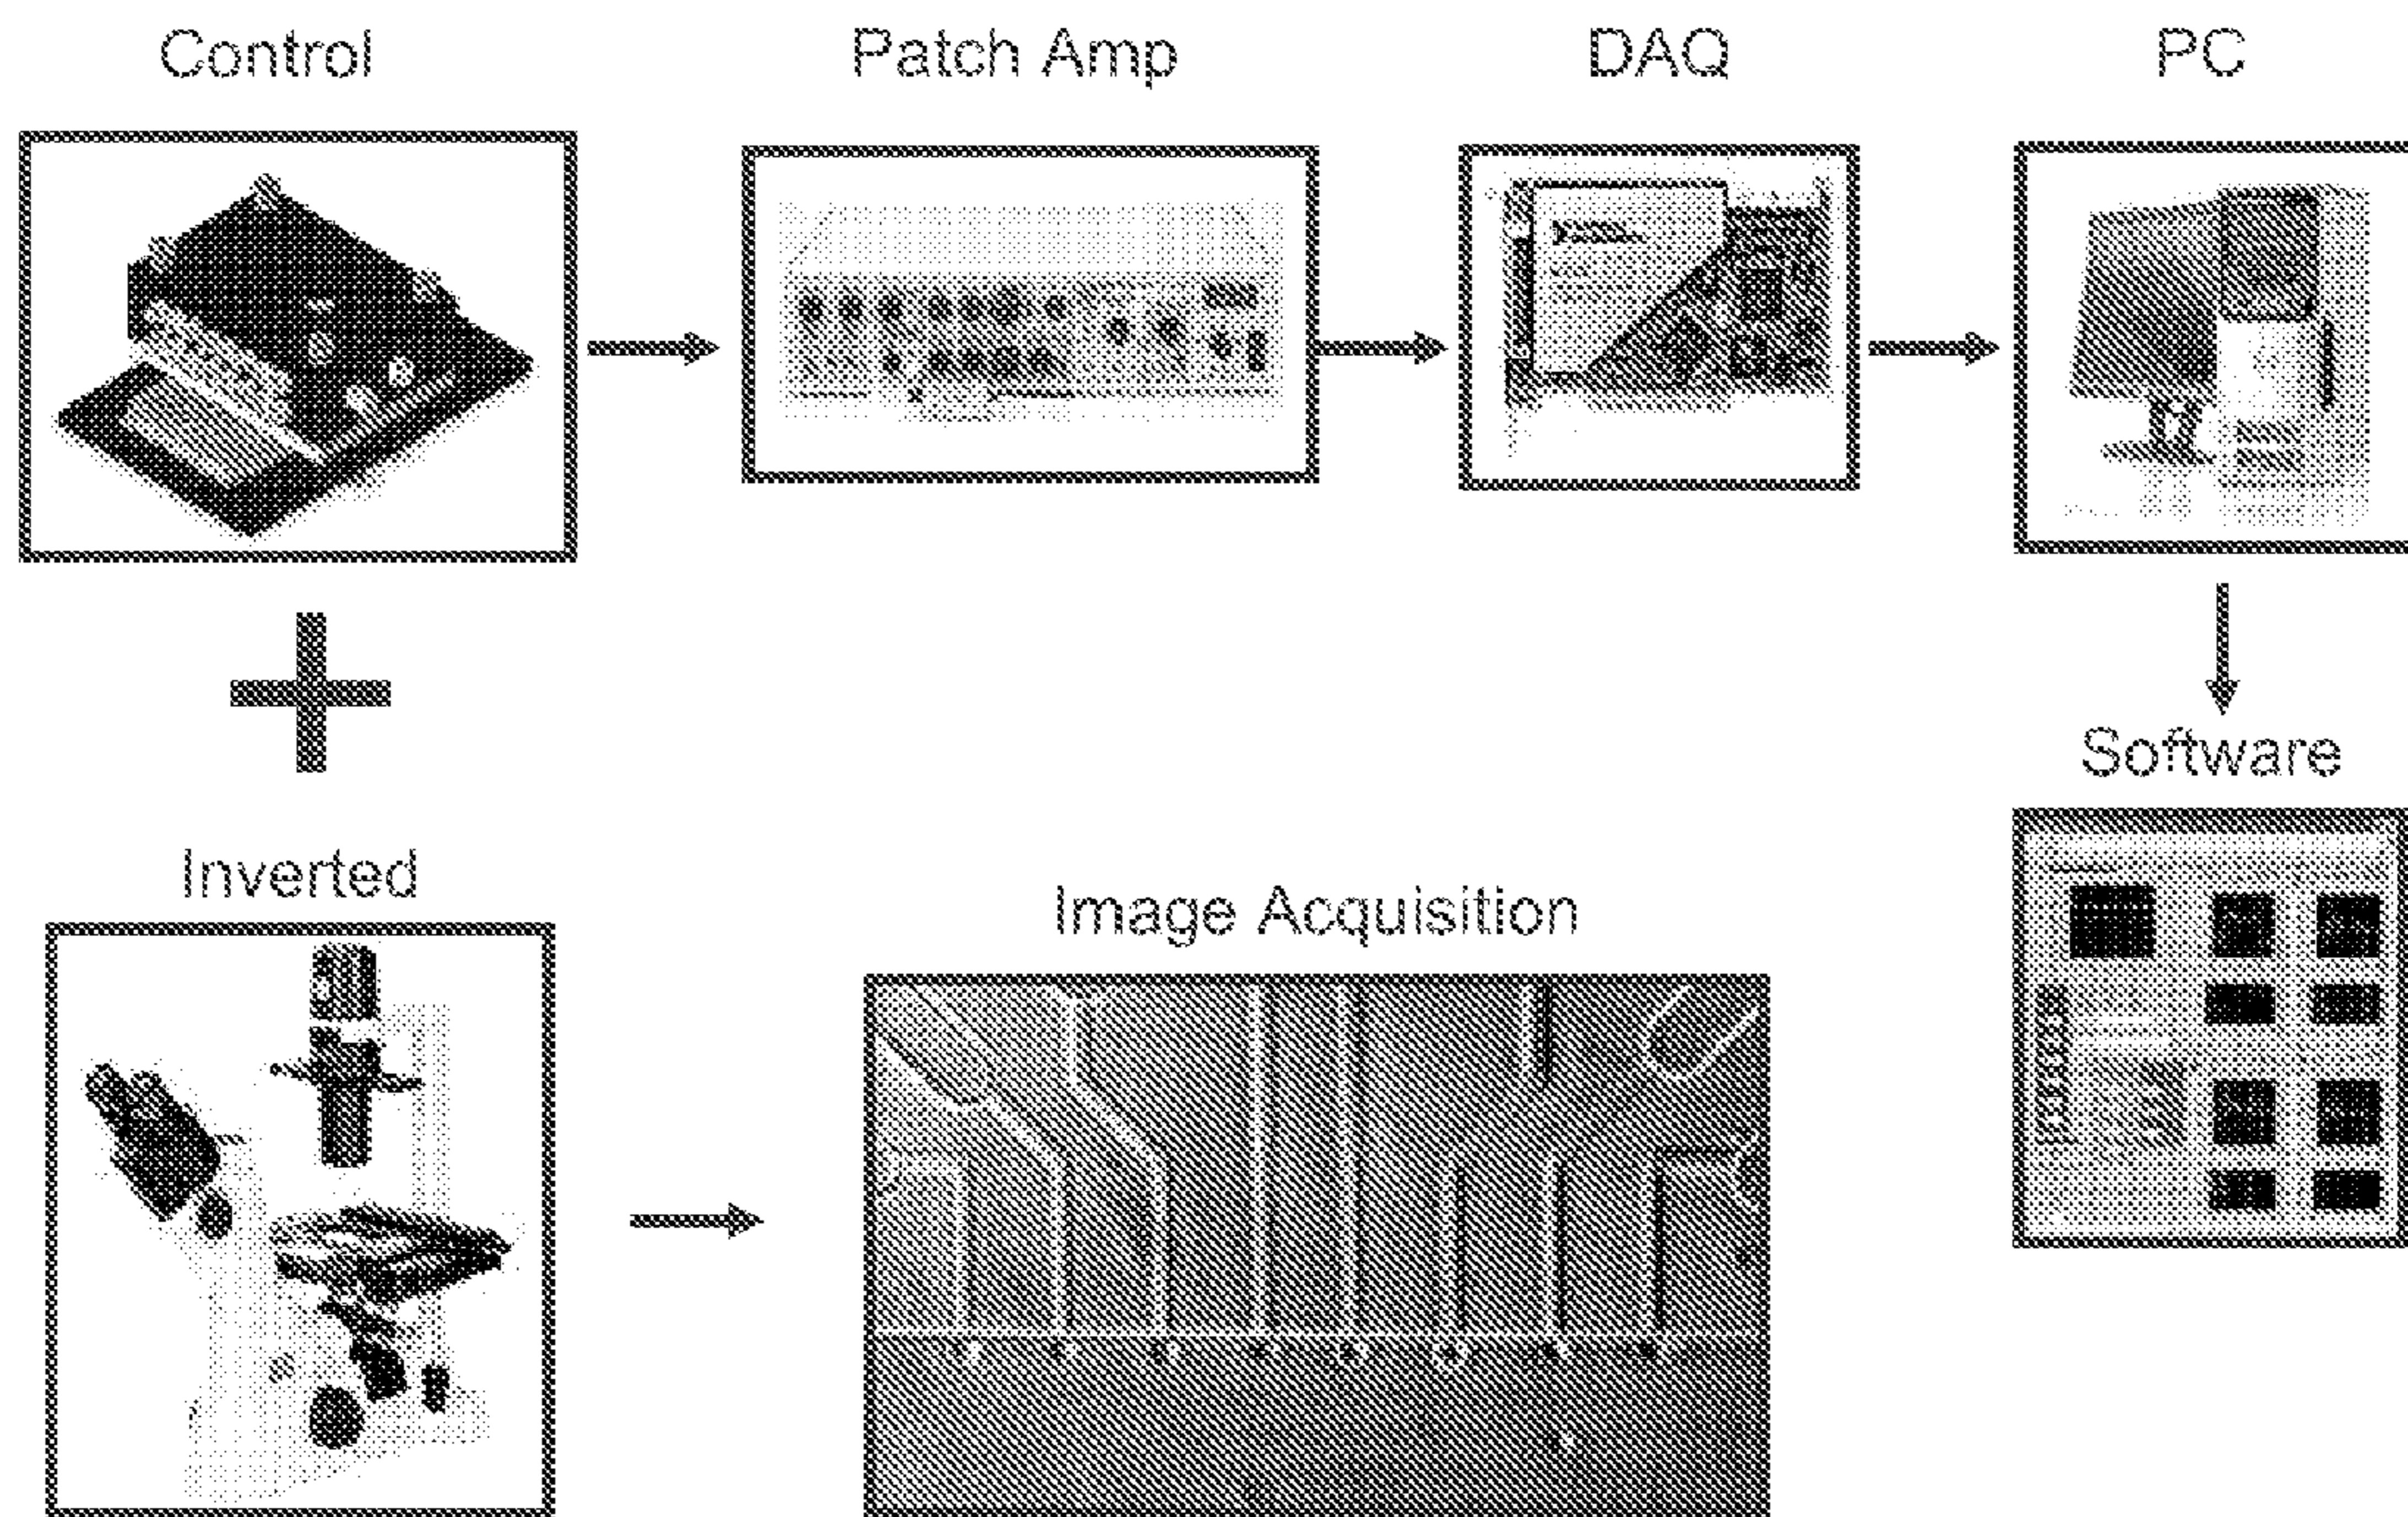 Control
Patch Amp
DAQ
PC
Software
Inverted
Image Acquisition